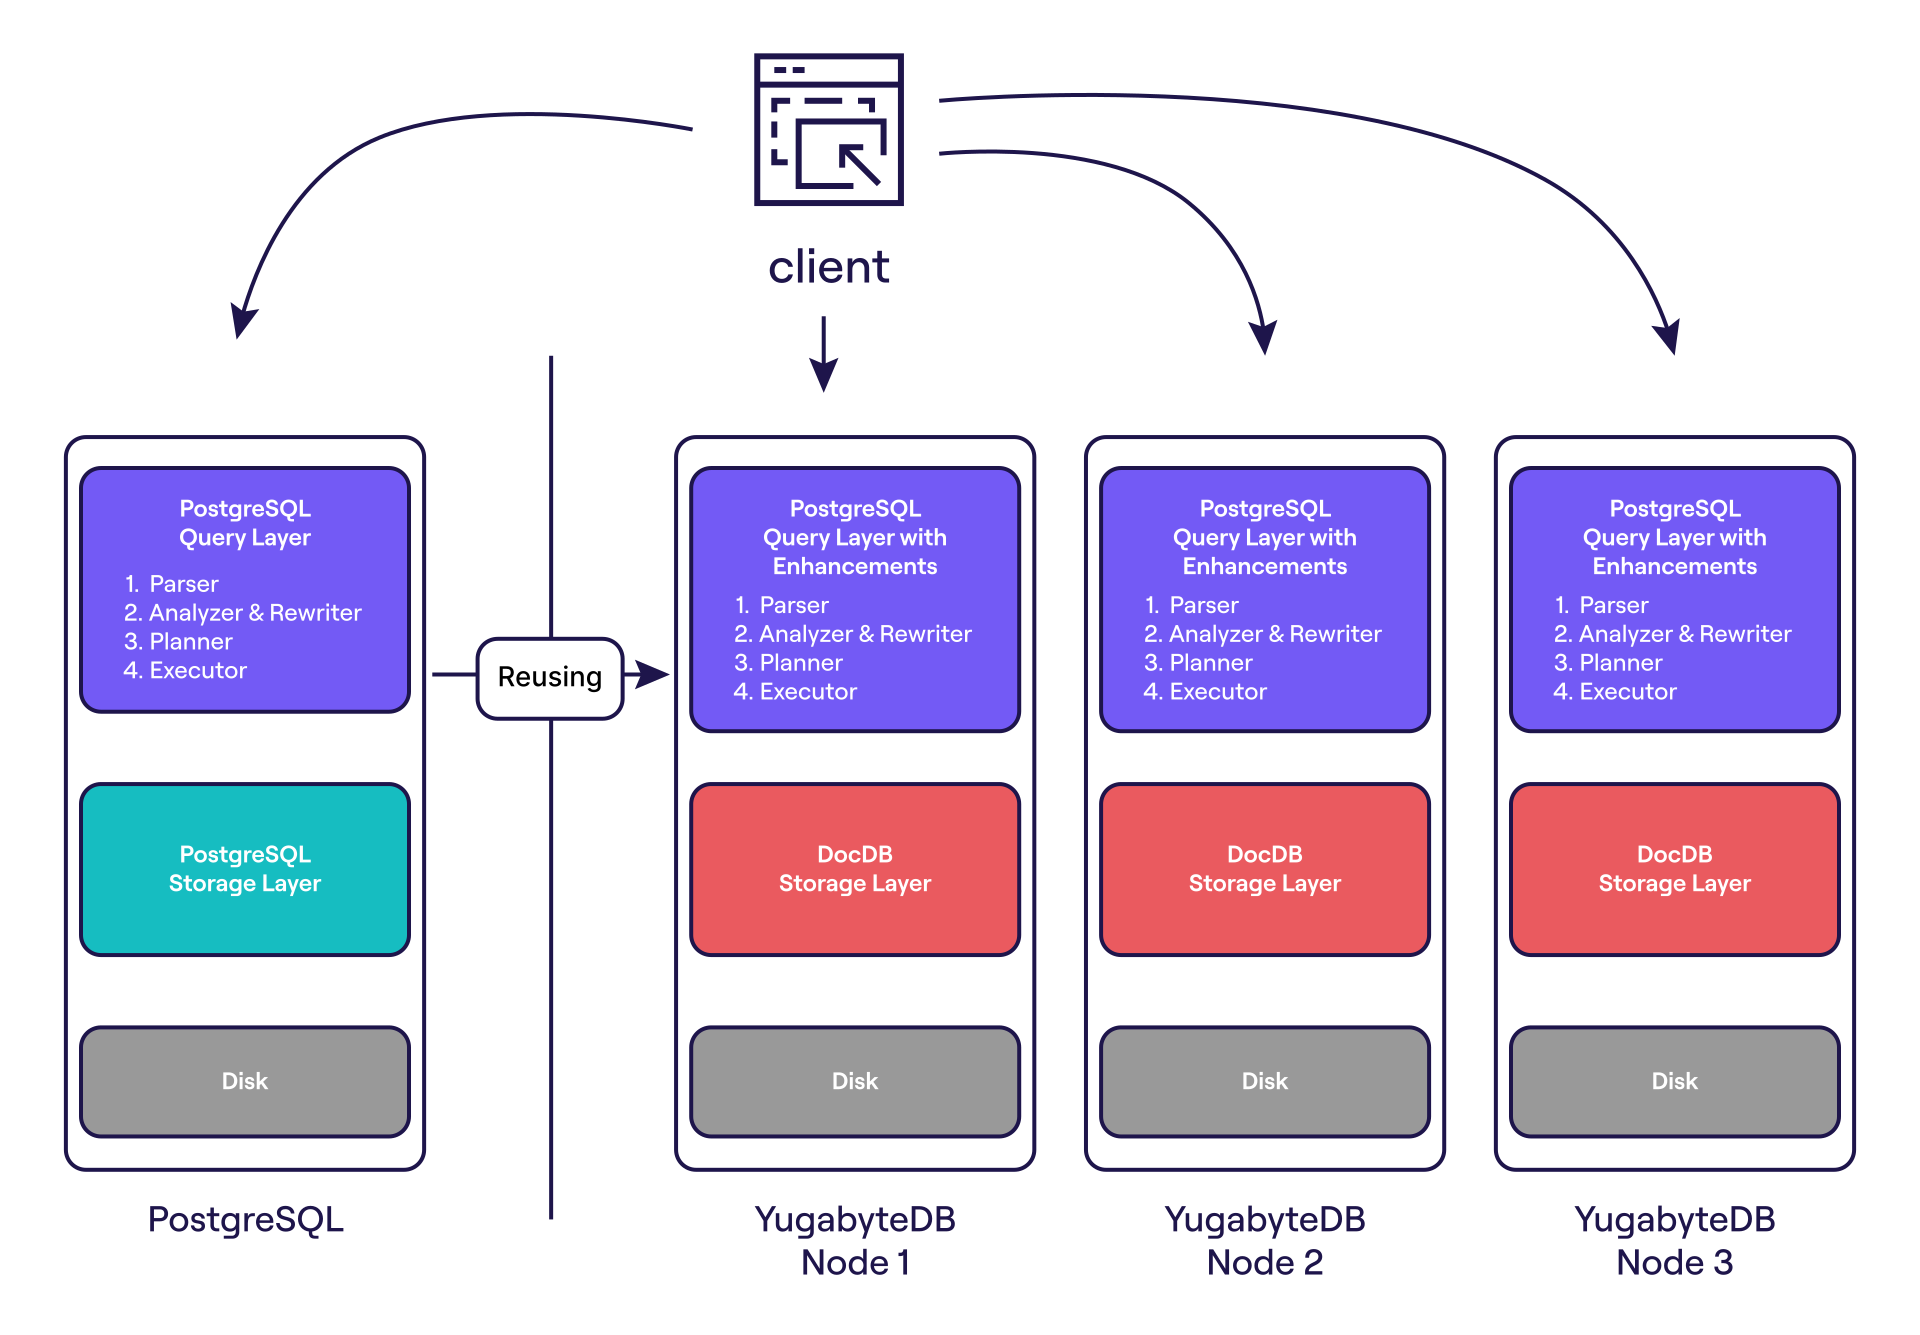 client
PostgreSQL
Query Layer
1. Parser
2. Analyzer & Rewriter
3. Planner
4. Executor
PostgreSQL
Storage Layer
Disk
PostgreSQL
Reusing
PostgreSQL
Query Layer with
Enhancements
1. Parser
2. Analyzer & Rewriter
3. Planner
4. Executor
DocDB
Storage Layer
Disk
YugabyteDB
Node 1
PostgreSQL
Query Layer with
Enhancements
1. Parser
2. Analyzer & Rewriter
3. Planner
4. Executor
DocDB
Storage Layer
Disk
YugabyteDB
Node 2
PostgreSQL
Query Layer with
Enhancements
1. Parser
2. Analyzer & Rewriter
3. Planner
4. Executor
DocDB
Storage Layer
Disk
YugabyteDB
Node 3